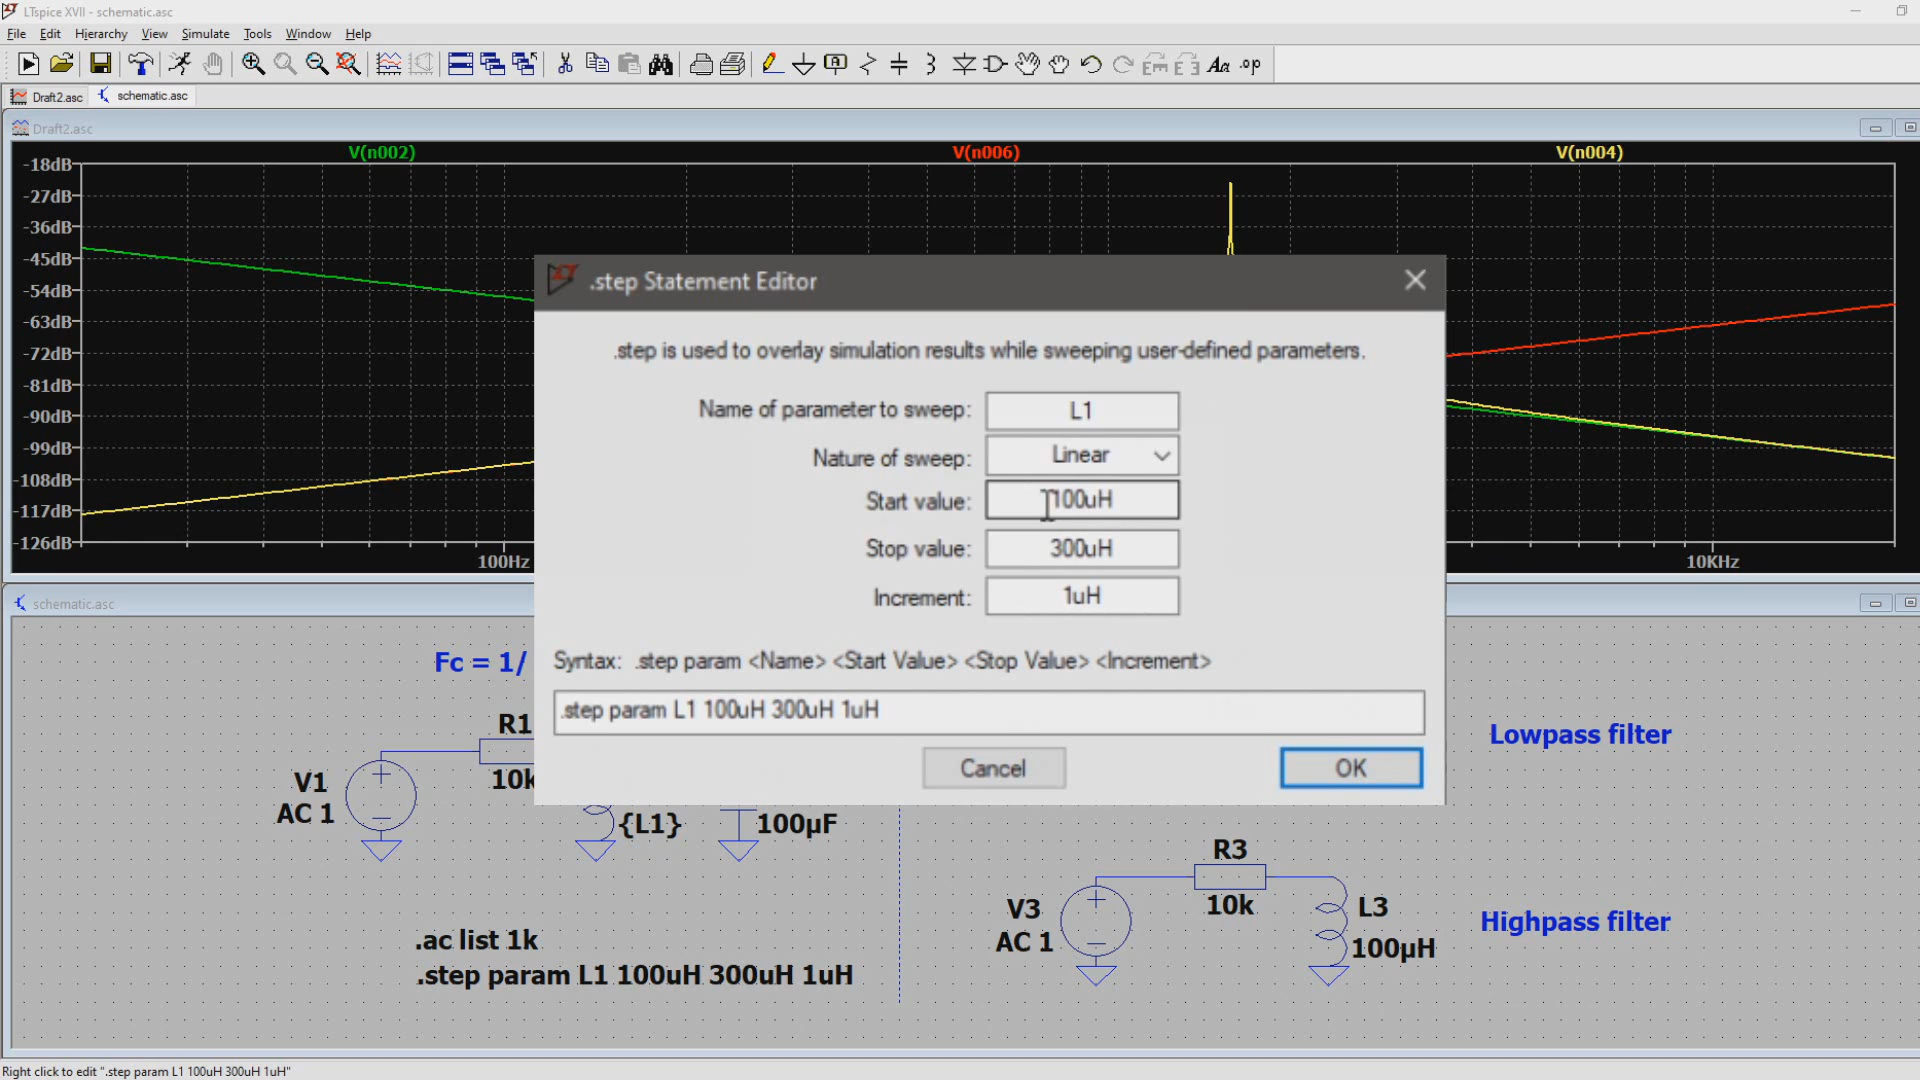 LTspice XVII - schematic.asc
File Edit Hierarchy View Simulate Tools Window Help
Aa .op
Draft2.asc schematic.asc
Draft2.asc
V(n002) V(n006) V(n004)
-18dB
-27dB
-36dB
-45dB
-54dB
-63dB
-72dB
-81dB
-90dB
-99dB
-108dB
-117dB
-126dB
100Hz 10KHz
.step Statement Editor
.step is used to overlay simulation results while sweeping user-defined parameters.
Name of parameter to sweep: L1
Nature of sweep: Linear
Start value: 100uH
Stop value: 300uH
Increment: 1uH
Syntax: .step param <Name> <Start Value> <Stop Value> <Increment>
.step param L1 100uH 300uH 1uH
Cancel OK
schematic.asc
Fc = 1/
R1
10k
V1
AC 1
{L1}
100µF
.ac list 1k
.step param L1 100uH 300uH 1uH
Lowpass filter
R3
10k
V3
AC 1
L3
100µH
Highpass filter
Right click to edit ".step param L1 100uH 300uH 1uH"